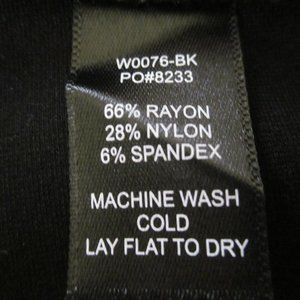 W0076-BK
PO#8233
66% RAYON
28% NYLON
6% SPANDEX
MACHINE WASH
COLD
LAY FLAT TO DRY